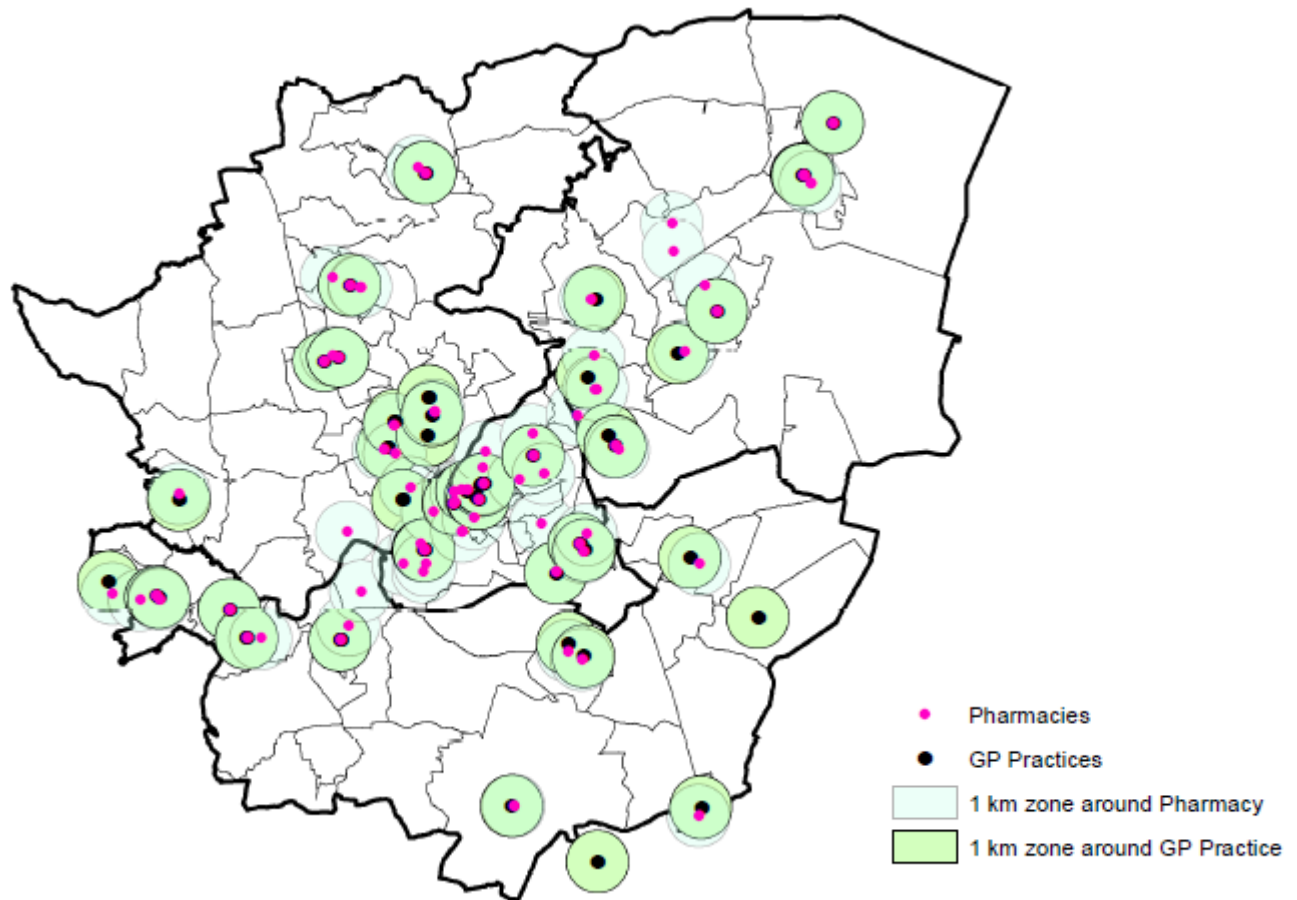 Pharmacies
GP Practices
1 km zone around Pharmacy
1 km zone around GP Practice